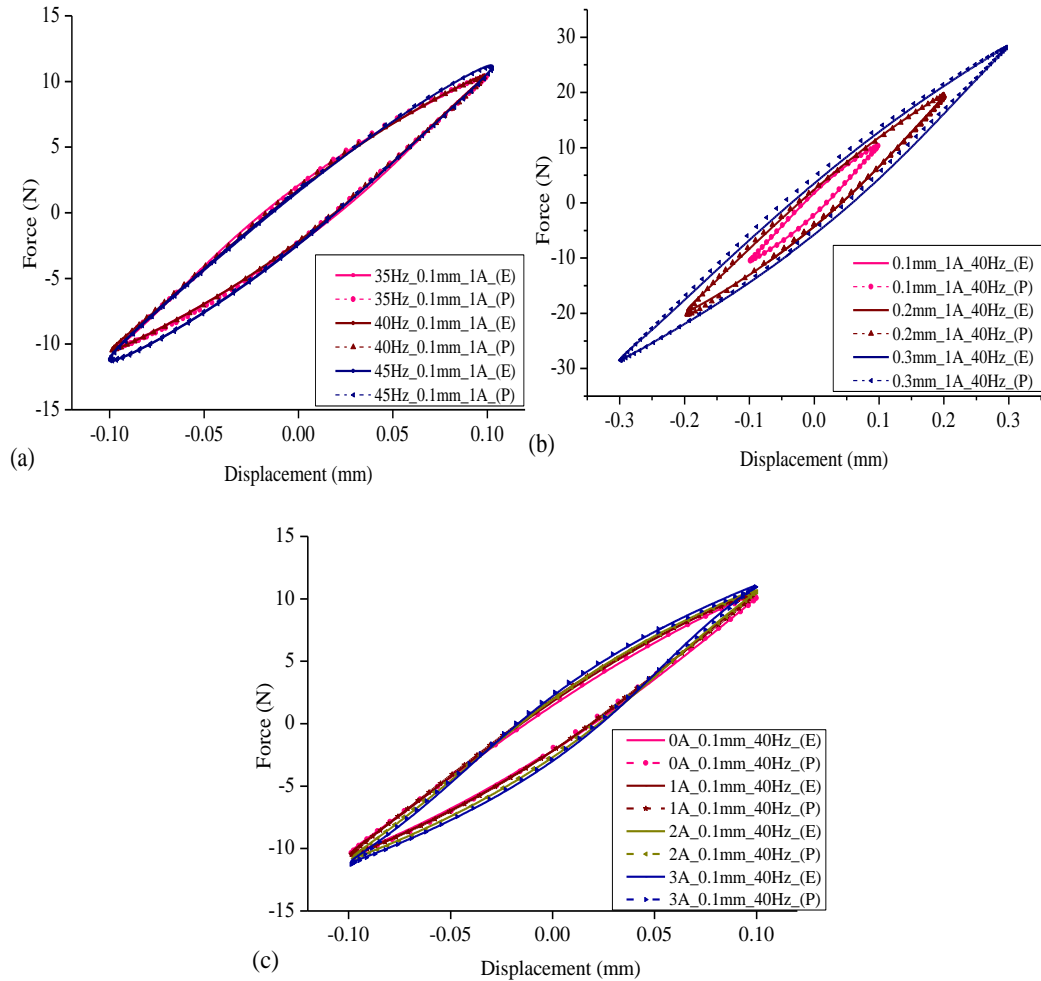 (a)
Force (N)
15
10
5
0
-5
-10
-15
-0.10
-0.05
0.00
0.05
0.10
Displacement (mm)
35Hz_0.1mm_1A_(E)
35Hz_0.1mm_1A_(P)
40Hz_0.1mm_1A_(E)
40Hz_0.1mm_1A_(P)
45Hz_0.1mm_1A_(E)
45Hz_0.1mm_1A_(P)
(b)
Force (N)
30
20
10
0
-10
-20
-30
-0.3
-0.2
-0.1
0.0
0.1
0.2
0.3
Displacement (mm)
0.1mm_1A_40Hz_(E)
0.1mm_1A_40Hz_(P)
0.2mm_1A_40Hz_(E)
0.2mm_1A_40Hz_(P)
0.3mm_1A_40Hz_(E)
0.3mm_1A_40Hz_(P)
(c)
Force (N)
15
10
5
0
-5
-10
-15
-0.10
-0.05
0.00
0.05
0.10
Displacement (mm)
0A_0.1mm_40Hz_(E)
0A_0.1mm_40Hz_(P)
1A_0.1mm_40Hz_(E)
1A_0.1mm_40Hz_(P)
2A_0.1mm_40Hz_(E)
2A_0.1mm_40Hz_(P)
3A_0.1mm_40Hz_(E)
3A_0.1mm_40Hz_(P)